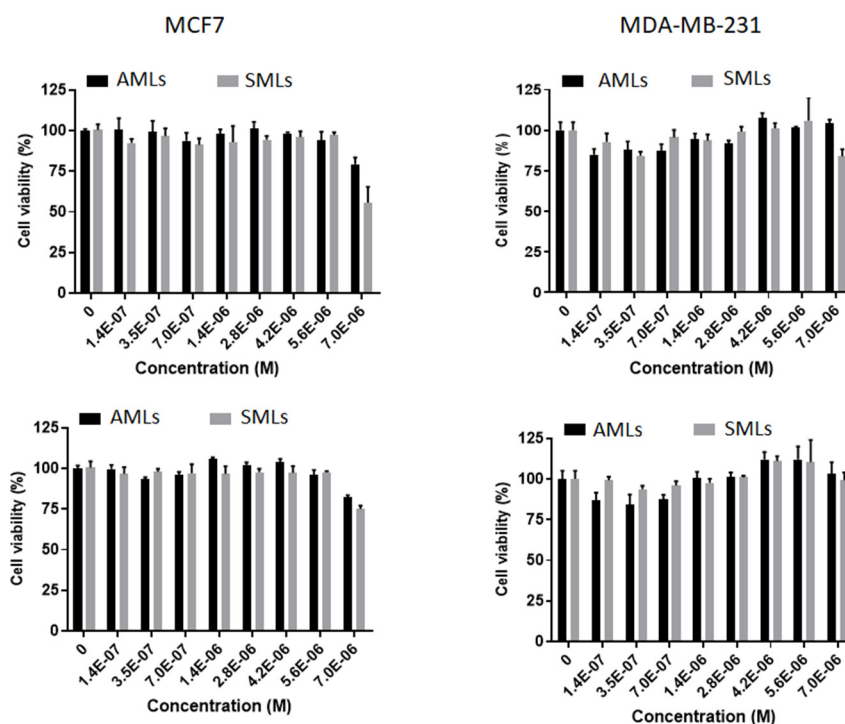 MCF7
MDA-MB-231
AMLs SMLs
125
100
75
50
25
0
Cell viability (%)
0 1.4E-07 3.5E-07 7.0E-07 1.4E-06 2.8E-06 4.2E-06 5.6E-06 7.0E-06
Concentration (M)
AMLs SMLs
125
100
75
50
25
0
Cell viability (%)
0 1.4E-07 3.5E-07 7.0E-07 1.4E-06 2.8E-06 4.2E-06 5.6E-06 7.0E-06
Concentration (M)
AMLs SMLs
125
100
75
50
25
0
Cell viability (%)
0 1.4E-07 3.5E-07 7.0E-07 1.4E-06 2.8E-06 4.2E-06 5.6E-06 7.0E-06
Concentration (M)
AMLs SMLs
125
100
75
50
25
0
Cell viability (%)
0 1.4E-07 3.5E-07 7.0E-07 1.4E-06 2.8E-06 4.2E-06 5.6E-06 7.0E-06
Concentration (M)